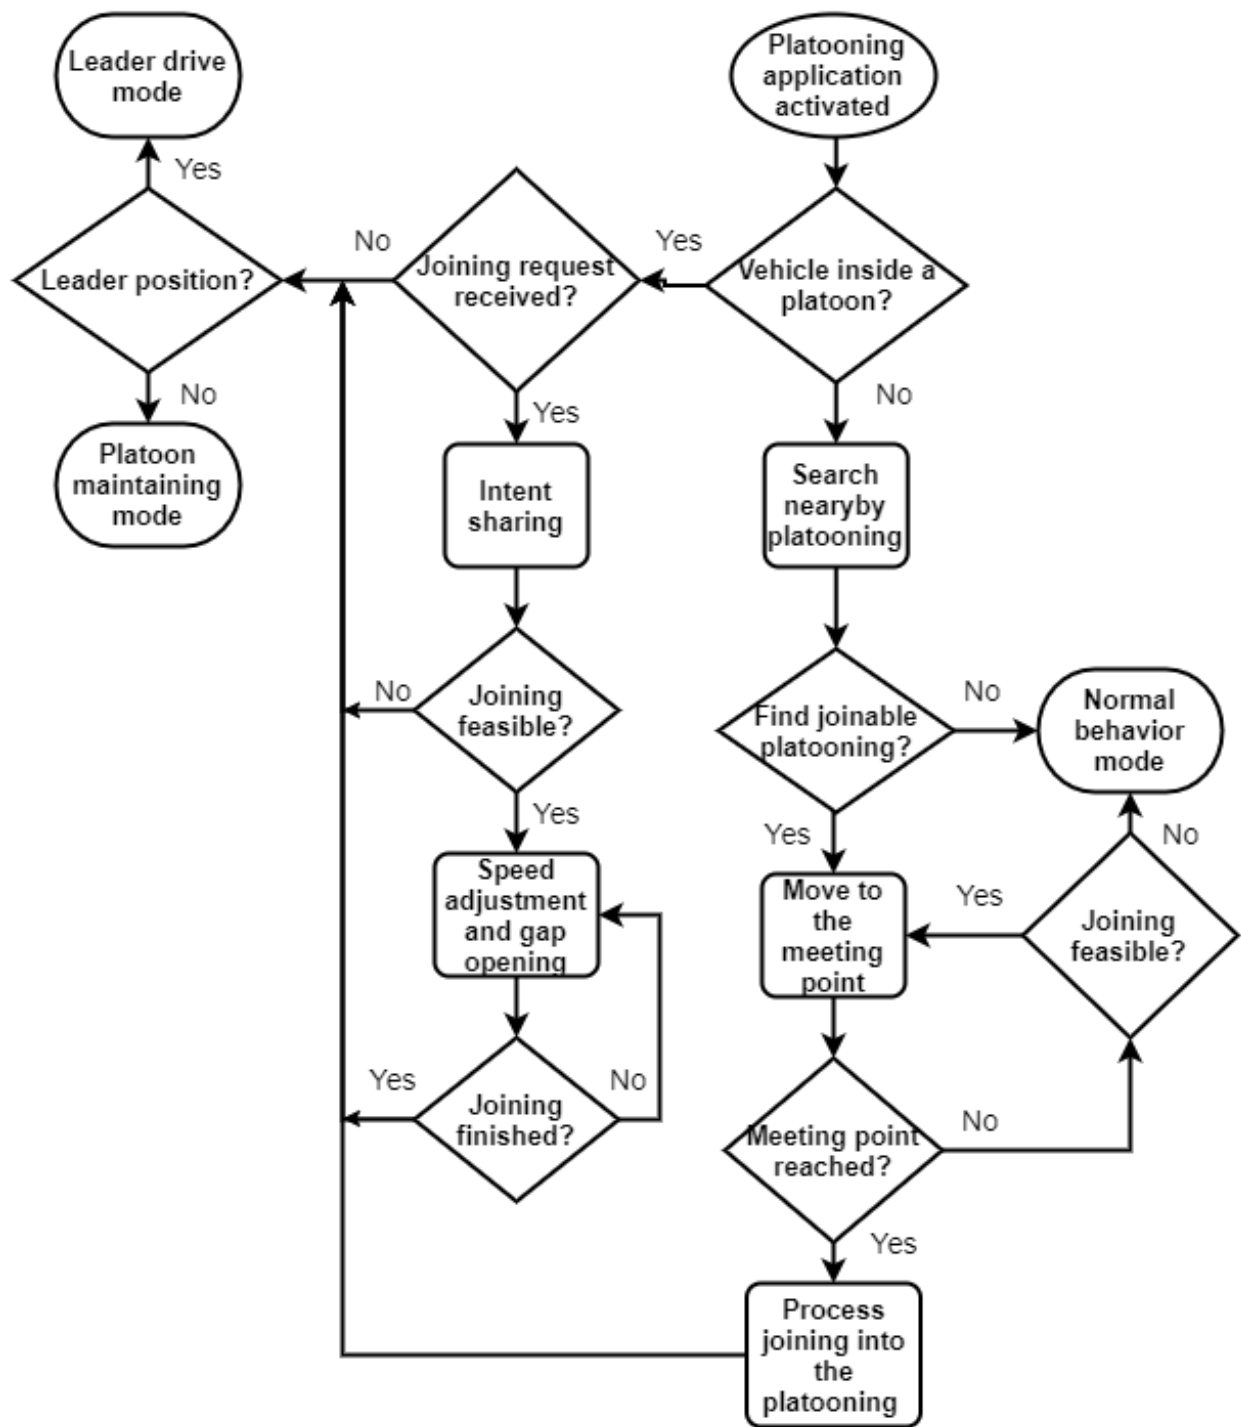 Leader drive
mode
Platooning
application
activated
Yes
Leader position?
No
Joining request
received?
Yes
Vehicle inside a
platoon?
No
Platoon
maintaining
mode
Yes
Intent
sharing
No
Search
nearyby
platooning
No
Joining
feasible?
Find joinable
platooning?
No
Normal
behavior
mode
Yes
Speed
adjustment
and gap
opening
Yes
Move to
the
meeting
point
Yes
Joining
feasible?
No
Yes
Joining
finished?
No
Meeting point
reached?
No
Yes
Process
joining into
the
platooning